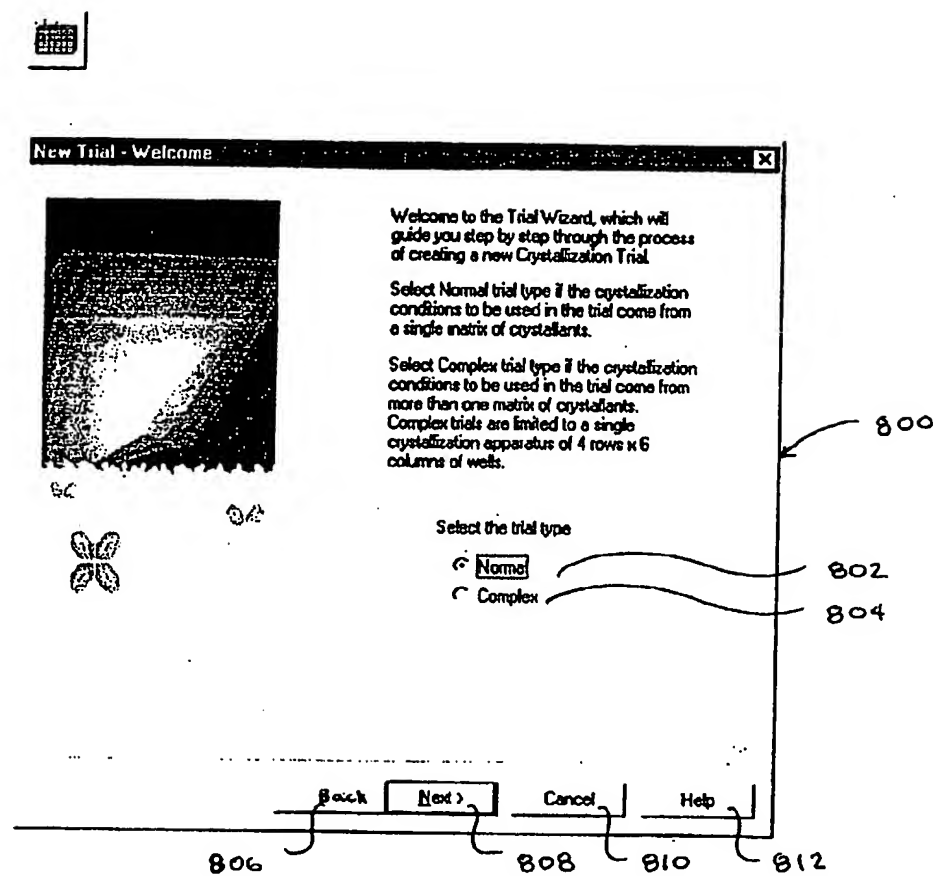 New Trial - Welcome
Welcome to the Trial Wizard, which will
guide you step by step through the process
of creating a new Crystallization Trial
Select Normal trial type if the crystallization
conditions to be used in the trial come from
a single matrix of crystallants.
Select Complex trial type if the crystallization
conditions to be used in the trial come from
more than one matrix of crystallants.
Complex trials are limited to a single
crystallization apparatus of 4 rows x 6
columns of wells.
800
Select the trial type
Normal
802
Complex
804
Back
Next >
Cancel
Help
806
808
810
812